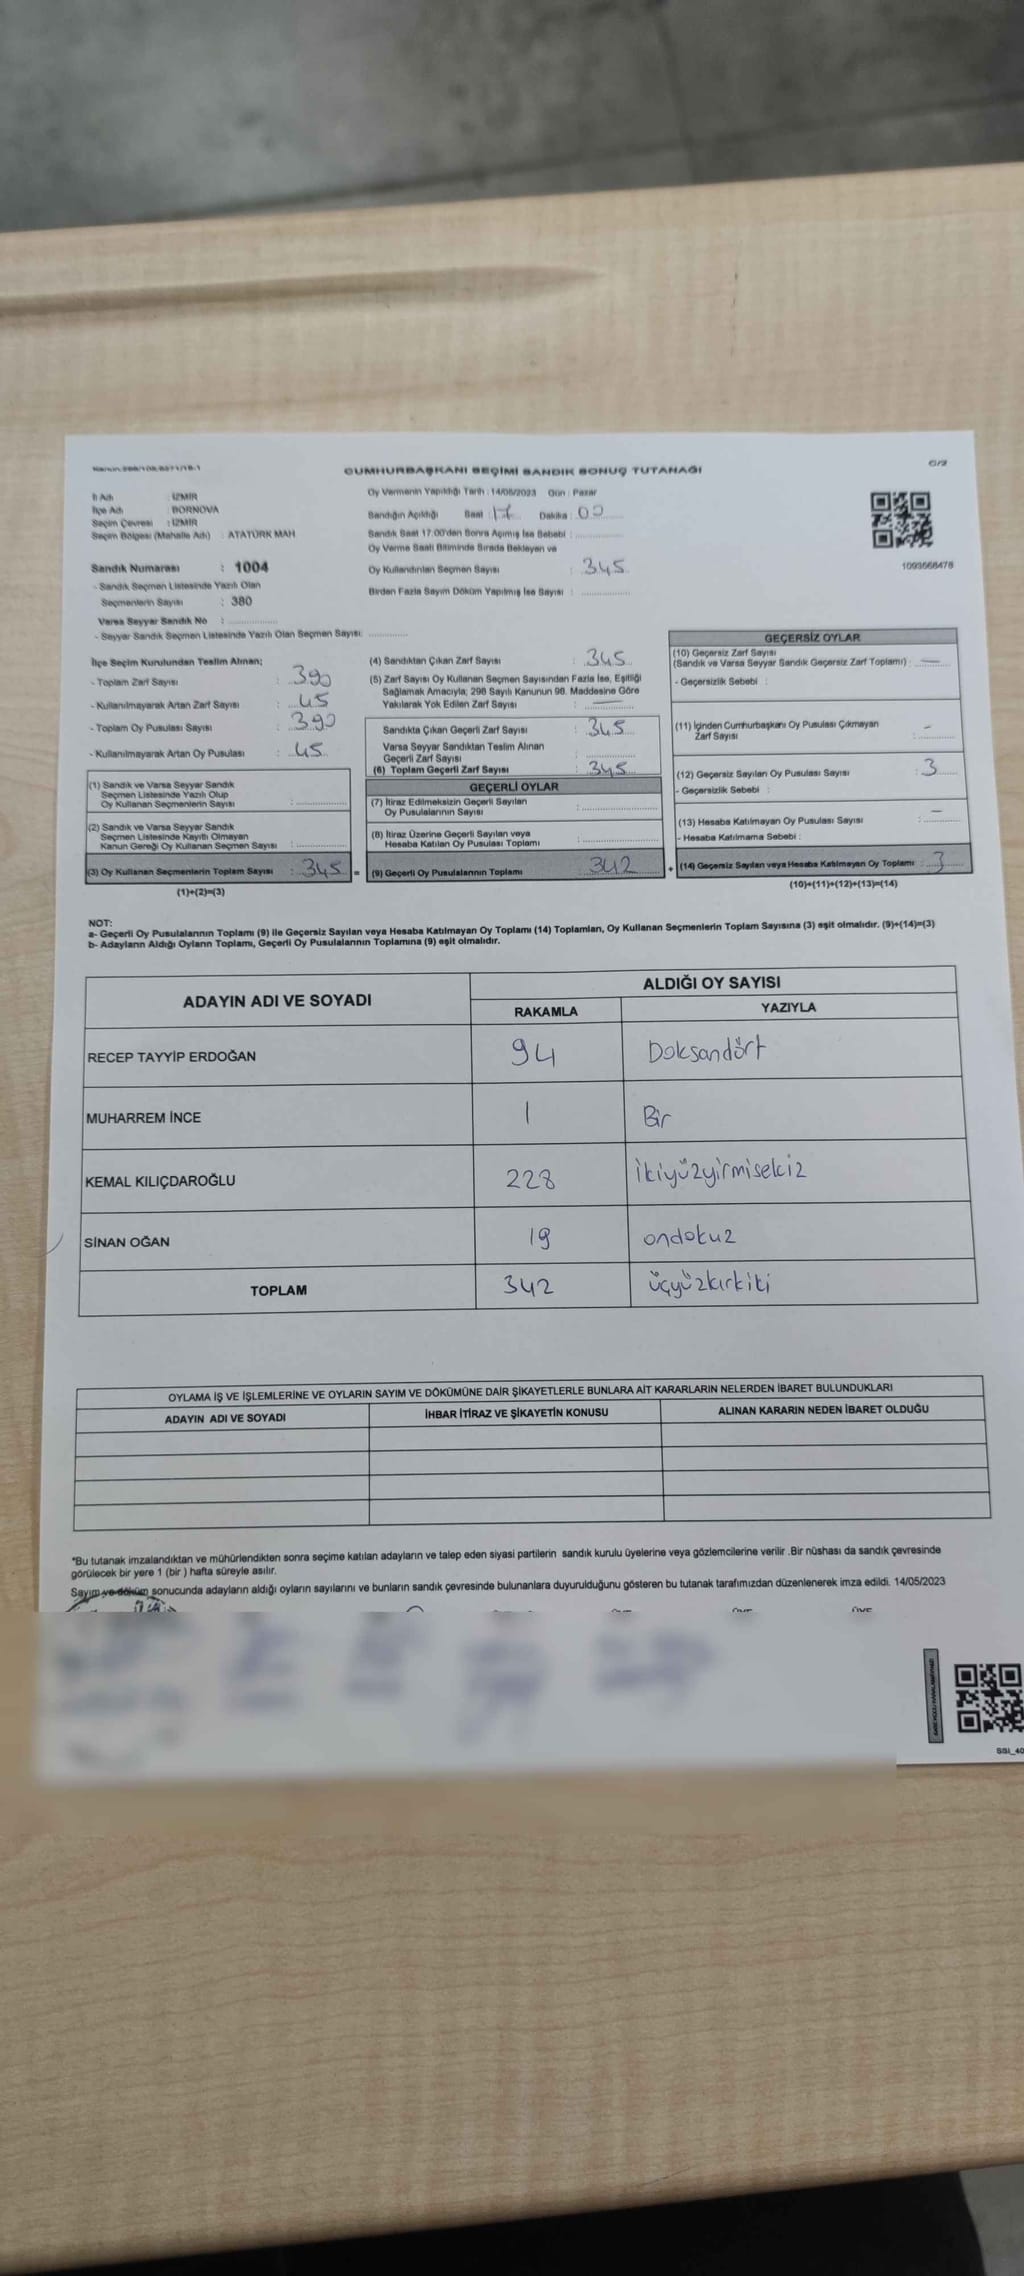 CUMHURBAŞKANI SEÇİMİ SANDIK SONUÇ TUTANAĞI
İl Adı : İZMİR
İlçe Adı : BORNOVA
Seçim Çevresi : İZMİR
Seçim Bölgesi (Mahalle Adı) : ATATÜRK MAH
Sandık Numarası : 1004
- Sandık Seçmen Listesinde Yazılı Olan
Seçmenlerin Sayısı : 380
Varsa Seyyar Sandık No :
- Seyyar Sandık Seçmen Listesinde Yazılı Olan Seçmen Sayısı:
Oy Vermenin Yapıldığı Tarih : 14/05/2023 Gün : Pazar
Sandığın Açıldığı Saat 17 Dakika : 00
Sandık Saat 17.00'den Sonra Açımış İse Sebebi :
Oy Verme Saati Bitiminde Sırada Bekleyen ve
Oy Kullandırılan Seçmen Sayısı : 345
Birden Fazla Sayım Döküm Yapılmış İse Sayısı :
1093668478
İlçe Seçim Kurulundan Teslim Alınan;
- Toplam Zarf Sayısı : 390
- Kullanılmayarak Artan Zarf Sayısı : 45
- Toplam Oy Pusulası Sayısı : 390
- Kullanılmayarak Artan Oy Pusulası : 45
(1) Sandık ve Varsa Seyyar Sandık
Seçmen Listesinde Yazılı Olup
Oy Kullanan Seçmenlerin Sayısı :
(2) Sandık ve Varsa Seyyar Sandık
Seçmen Listesinde Kayıtlı Olmayan
Kanun Gereği Oy Kullanan Seçmen Sayısı :
(3) Oy Kullanan Seçmenlerin Toplam Sayısı : 345 =
(1)+(2)=(3)
(4) Sandıktan Çıkan Zarf Sayısı : 345
(5) Zarf Sayısı Oy Kullanan Seçmen Sayısından Fazla İse, Eşitliği
Sağlamak Amacıyla; 298 Sayılı Kanunun 98. Maddesine Göre
Yakılarak Yok Edilen Zarf Sayısı : —
Sandıkta Çıkan Geçerli Zarf Sayısı : 345
Varsa Seyyar Sandıktan Teslim Alınan
Geçerli Zarf Sayısı :
(6) Toplam Geçerli Zarf Sayısı : 345
GEÇERLİ OYLAR
(7) İtiraz Edilmeksizin Geçerli Sayılan
Oy Pusulalarının Sayısı :
(8) İtiraz Üzerine Geçerli Sayılan veya
Hesaba Katılan Oy Pusulası Toplamı :
(9) Geçerli Oy Pusulalarının Toplamı : 342 +
GEÇERSİZ OYLAR
(10) Geçersiz Zarf Sayısı
(Sandık ve Varsa Seyyar Sandık Geçersiz Zarf Toplamı) : —
- Geçersizlik Sebebi :
(11) İçinden Cumhurbaşkanı Oy Pusulası Çıkmayan
Zarf Sayısı : –
(12) Geçersiz Sayılan Oy Pusulası Sayısı : 3
- Geçersizlik Sebebi :
(13) Hesaba Katılmayan Oy Pusulası Sayısı : –
- Hesaba Katılmama Sebebi :
(14) Geçersiz Sayılan veya Hesaba Katılmayan Oy Toplamı : 3
(10)+(11)+(12)+(13)=(14)
NOT:
a- Geçerli Oy Pusulalarının Toplamı (9) ile Geçersiz Sayılan veya Hesaba Katılmayan Oy Toplamı (14) Toplamları, Oy Kullanan Seçmenlerin Toplam Sayısına (3) eşit olmalıdır. (9)+(14)=(3)
b- Adayların Aldığı Oyların Toplamı, Geçerli Oy Pusulalarının Toplamına (9) eşit olmalıdır.
ADAYIN ADI VE SOYADI
ALDIĞI OY SAYISI
RAKAMLA YAZIYLA
RECEP TAYYİP ERDOĞAN 94 Doksandört
MUHARREM İNCE 1 Bir
KEMAL KILIÇDAROĞLU 228 ikiyüzyirmisekiz
SİNAN OĞAN 19 ondokuz
TOPLAM 342 üçyüzkırkiki
OYLAMA İŞ VE İŞLEMLERİNE VE OYLARIN SAYIM VE DÖKÜMÜNE DAİR ŞİKAYETLERLE BUNLARA AİT KARARLARIN NELERDEN İBARET BULUNDUKLARI
ADAYIN ADI VE SOYADI İHBAR İTİRAZ VE ŞİKAYETİN KONUSU ALINAN KARARIN NEDEN İBARET OLDUĞU
*Bu tutanak imzalandıktan ve mühürlendikten sonra seçime katılan adayların ve talep eden siyasi partilerin sandık kurulu üyelerine veya gözlemcilerine verilir .Bir nüshası da sandık çevresinde
görülecek bir yere 1 (bir ) hafta süreyle asılır.
Sayım ve döküm sonucunda adayların aldığı oyların sayılarını ve bunların sandık çevresinde bulunanlara duyurulduğunu gösteren bu tutanak tarafımızdan düzenlenerek imza edildi. 14/05/2023